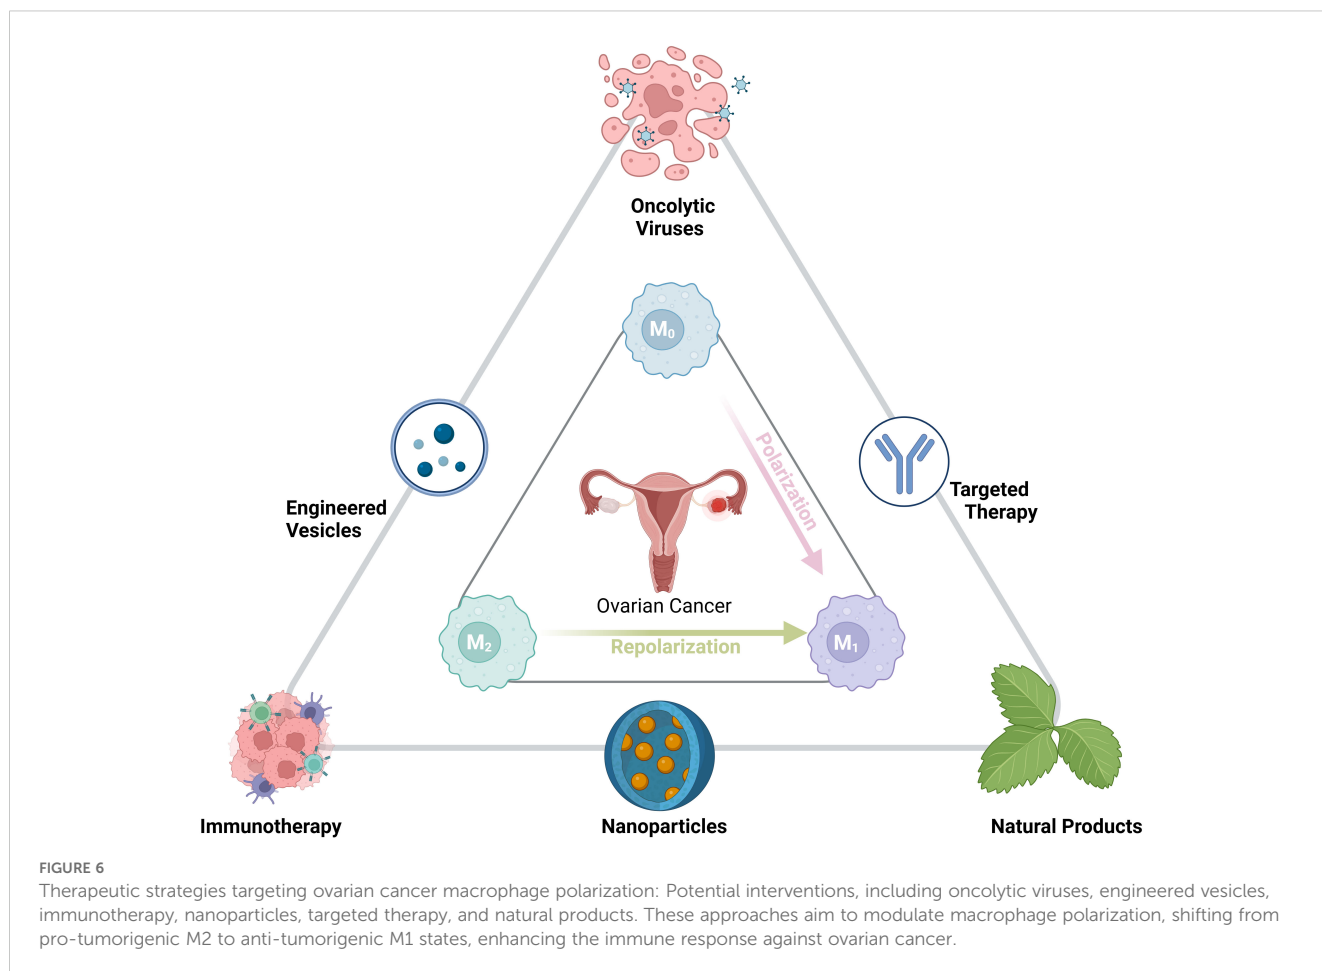 Oncolytic
Viruses
M₀
Polarization
Engineered
Vesicles
Targeted
Therapy
Ovarian Cancer
M₂
Repolarization
M₁
Immunotherapy
Nanoparticles
Natural Products
FIGURE 6
Therapeutic strategies targeting ovarian cancer macrophage polarization: Potential interventions, including oncolytic viruses, engineered vesicles,
immunotherapy, nanoparticles, targeted therapy, and natural products. These approaches aim to modulate macrophage polarization, shifting from
pro-tumorigenic M2 to anti-tumorigenic M1 states, enhancing the immune response against ovarian cancer.